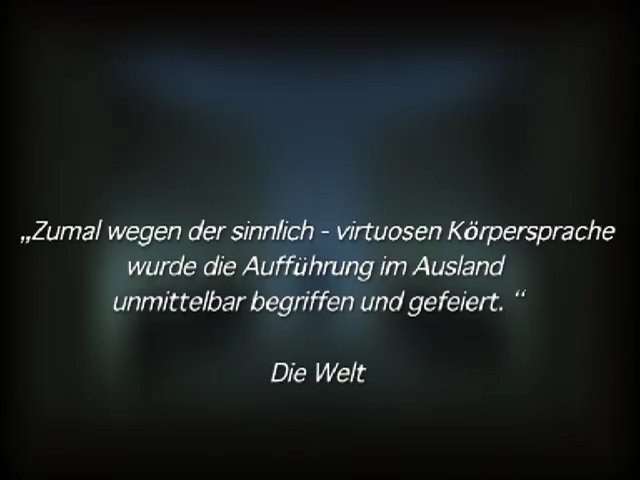 „Zumal wegen der sinnlich - virtuosen Körpersprache
wurde die Aufführung im Ausland
unmittelbar begriffen und gefeiert. “
Die Welt